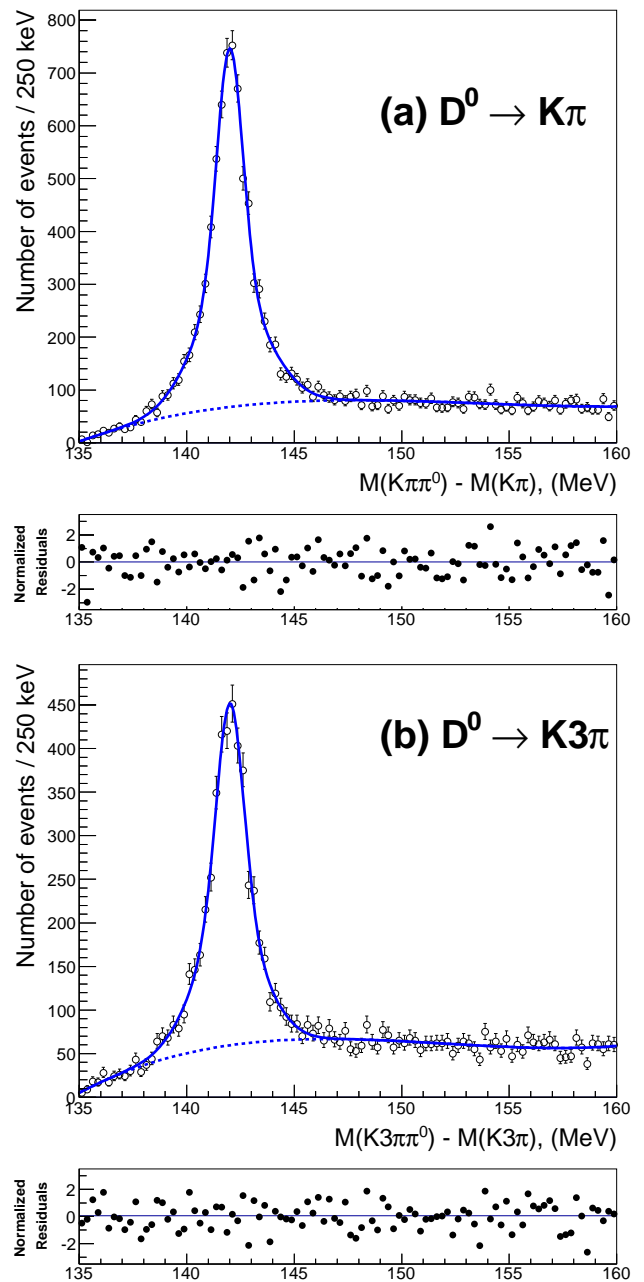 800
700
600
500
400
300
200
100
0
Number of events / 250 keV
(a) D⁰ → Kπ
135 140 145 150 155 160
M(Kππ⁰) - M(Kπ), (MeV)
Normalized
Residuals
2
0
-2
135 140 145 150 155 160
450
400
350
300
250
200
150
100
50
0
Number of events / 250 keV
(b) D⁰ → K3π
135 140 145 150 155 160
M(K3ππ⁰) - M(K3π), (MeV)
Normalized
Residuals
2
0
-2
135 140 145 150 155 160